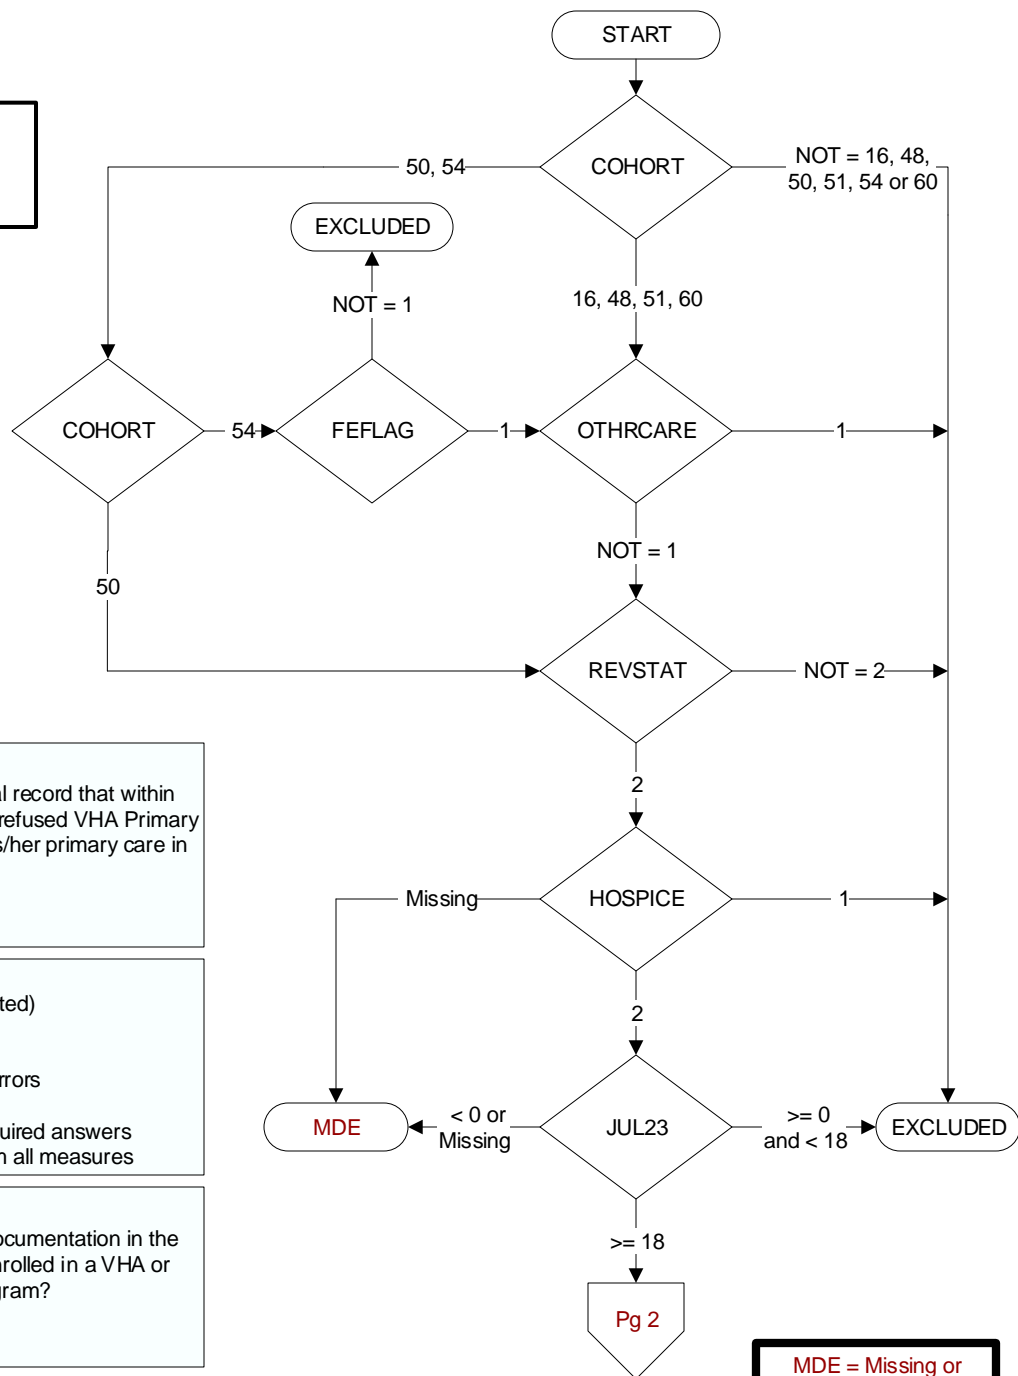 START
COHORT
50, 54
NOT = 16, 48,
50, 51, 54 or 60
EXCLUDED
NOT = 1
16, 48, 51, 60
COHORT
54
FEFLAG
1
OTHRCARE
1
NOT = 1
50
REVSTAT
NOT = 2
2
al record that within
refused VHA Primary
s/her primary care in
Missing
HOSPICE
1
ted)
rrors
uired answers
m all measures
2
MDE
< 0 or
Missing
JUL23
>= 0
and < 18
EXCLUDED
ocumentation in the
nrolled in a VHA or
gram?
>= 18
Pg 2
MDE = Missing or